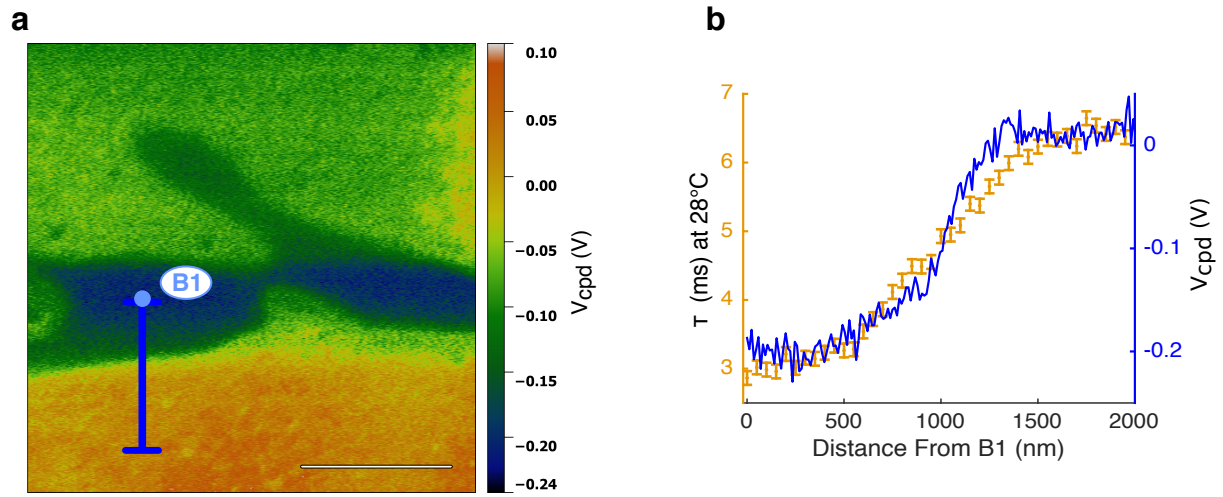 a
0.10
0.05
0.00
−0.05
−0.10
−0.15
−0.20
−0.24
Vcpd (V)
B1
b
7
6
5
4
3
τ (ms) at 28°C
0
-0.1
-0.2
Vcpd (V)
0 500 1000 1500 2000
Distance From B1 (nm)